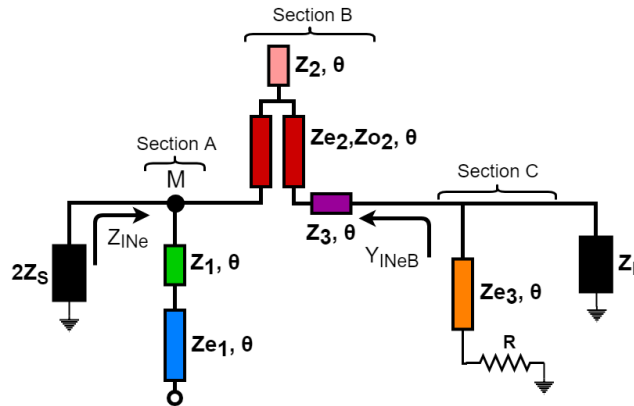 Section B
Z2, θ
Ze2,Zo2, θ
Section A
M
Section C
ZINe
Z3, θ
YINeB
2Zs
Z1, θ
Ze3, θ
Ze1, θ
R